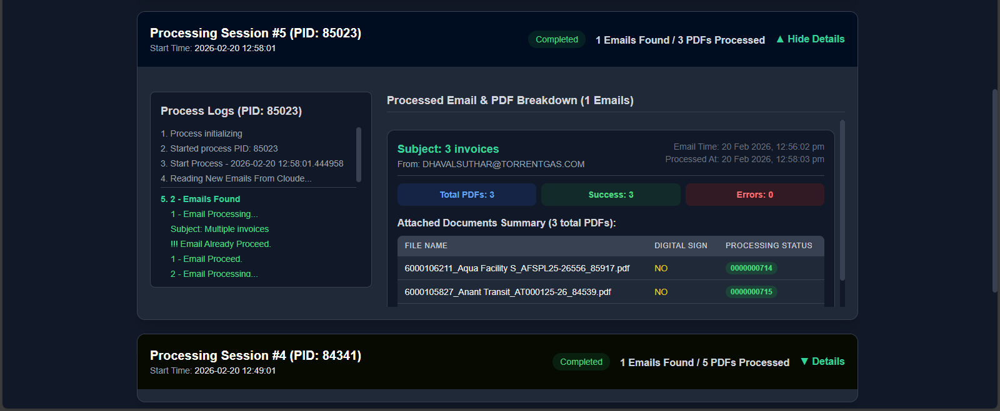 Processing Session #5 (PID: 85023)
Start Time: 2026-02-20 12:58:01
Completed
1 Emails Found / 3 PDFs Processed
▲ Hide Details
Process Logs (PID: 85023)
1. Process initializing
2. Started process PID: 85023
3. Start Process - 2026-02-20 12:58:01.444958
4. Reading New Emails From Cloude...
5. 2 - Emails Found
1 - Email Processing...
Subject: Multiple invoices
!!! Email Already Proceed.
1 - Email Proceed.
2 - Email Processing...
Processed Email & PDF Breakdown (1 Emails)
Subject: 3 invoices
From: DHAVALSUTHAR@TORRENTGAS.COM
Email Time: 20 Feb 2026, 12:56:02 pm
Processed At: 20 Feb 2026, 12:58:03 pm
Total PDFs: 3
Success: 3
Errors: 0
Attached Documents Summary (3 total PDFs):
FILE NAME DIGITAL SIGN PROCESSING STATUS
6000106211_Aqua Facility S_AFSPL25-26556_85917.pdf NO 0000000714
6000105827_Anant Transit_AT000125-26_84539.pdf NO 0000000715
Processing Session #4 (PID: 84341)
Start Time: 2026-02-20 12:49:01
Completed
1 Emails Found / 5 PDFs Processed
▼ Details